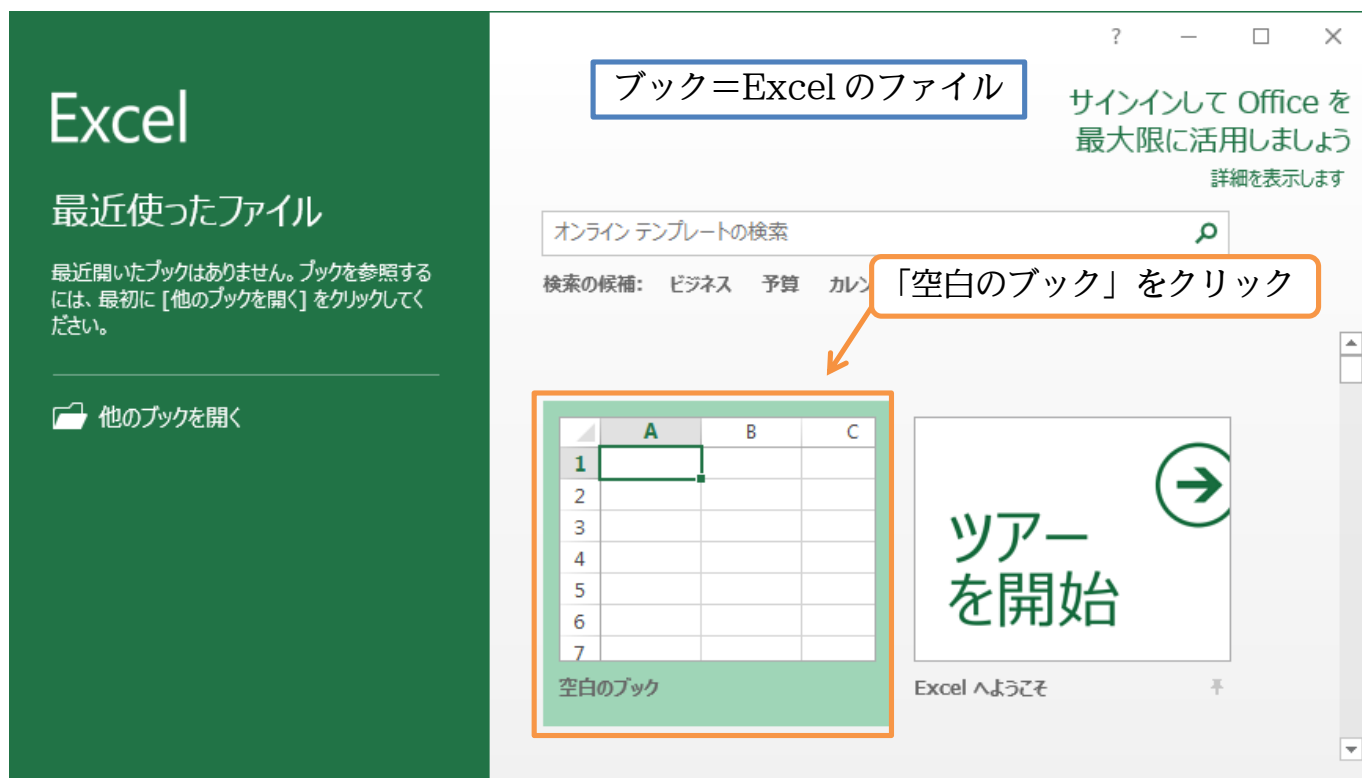 ?
ブック＝Excel のファイル
Excel
サインインして Office を
最大限に活用しましょう
詳細を表示します
最近使ったファイル
オンライン テンプレートの検索
最近開いたブックはありません。ブックを参照する
には、最初に [他のブックを開く] をクリックしてく
ださい。
検索の候補: ビジネス 予算 カレン
「空白のブック」をクリック
他のブックを開く
A B C
1
2
3
4
5
6
7
ツアー
を開始
空白のブック
Excel へようこそ